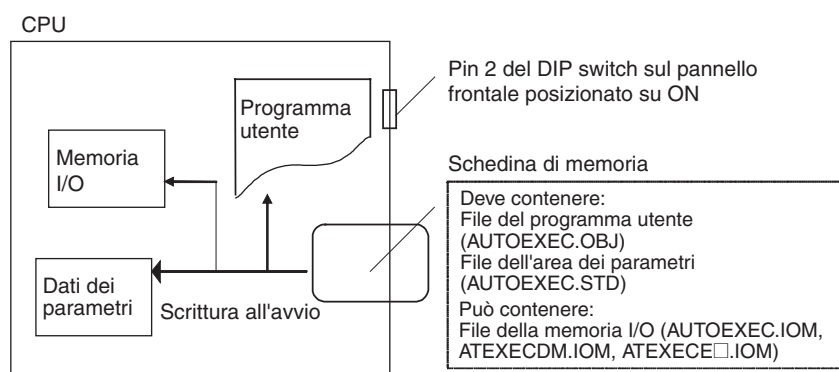 CPU
Pin 2 del DIP switch sul pannello
frontale posizionato su ON
Programma
utente
Memoria
I/O
Schedina di memoria
Deve contenere:
File del programma utente
(AUTOEXEC.OBJ)
File dell'area dei parametri
(AUTOEXEC.STD)
Può contenere:
File della memoria I/O (AUTOEXEC.IOM,
ATEXECDM.IOM, ATEXECE□.IOM)
Dati dei
parametri
Scrittura all'avvio